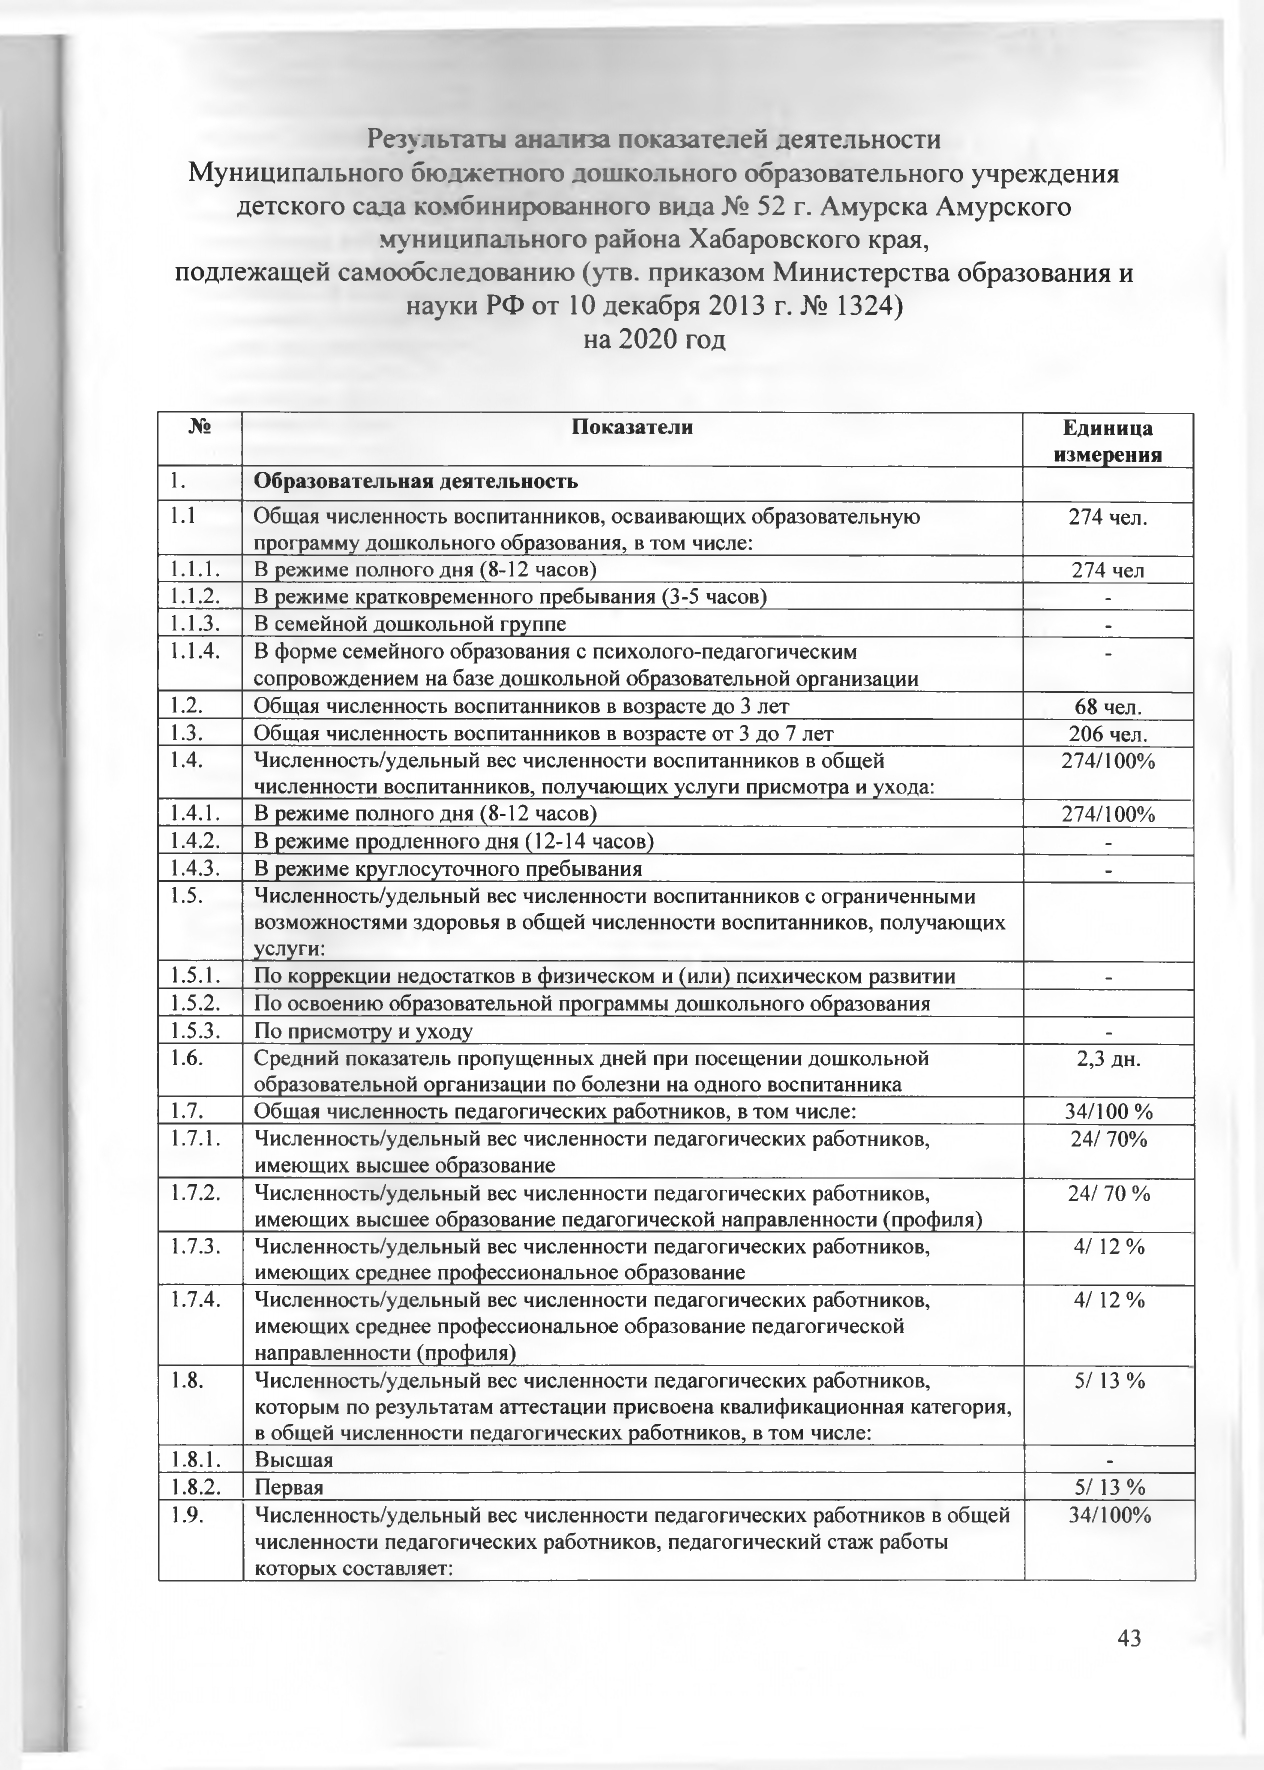 Результаты анализа показателей деятельности
Муниципального бюджетного дошкольного образовательного учреждения
детского сада комбинированного вида № 52 г. Амурска Амурского
муниципального района Хабаровского края,
подлежащей самообследованию (утв. приказом Министерства образования и
науки РФ от 10 декабря 2013 г. № 1324)
на 2020 год
№ Показатели Единица
измерения
1. Образовательная деятельность
1.1 Общая численность воспитанников, осваивающих образовательную 274 чел.
программу дошкольного образования, в том числе:
1.1.1. В режиме полного дня (8-12 часов) 274 чел
1.1.2. В режиме кратковременного пребывания (3-5 часов) -
1.1.3. В семейной дошкольной группе -
1.1.4. В форме семейного образования с психолого-педагогическим -
сопровождением на базе дошкольной образовательной организации
1.2. Общая численность воспитанников в возрасте до 3 лет 68 чел.
1.3. Общая численность воспитанников в возрасте от 3 до 7 лет 206 чел.
1.4. Численность/удельный вес численности воспитанников в общей 274/100%
численности воспитанников, получающих услуги присмотра и ухода:
1.4.1. В режиме полного дня (8-12 часов) 274/100%
1.4.2. В режиме продленного дня (12-14 часов) -
1.4.3. В режиме круглосуточного пребывания -
1.5. Численность/удельный вес численности воспитанников с ограниченными
возможностями здоровья в общей численности воспитанников, получающих
услуги:
1.5.1. По коррекции недостатков в физическом и (или) психическом развитии -
1.5.2. По освоению образовательной программы дошкольного образования
1.5.3. По присмотру и уходу -
1.6. Средний показатель пропущенных дней при посещении дошкольной 2,3 дн.
образовательной организации по болезни на одного воспитанника
1.7. Общая численность педагогических работников, в том числе: 34/100 %
1.7.1. Численность/удельный вес численности педагогических работников, 24/ 70%
имеющих высшее образование
1.7.2. Численность/удельный вес численности педагогических работников, 24/ 70 %
имеющих высшее образование педагогической направленности (профиля)
1.7.3. Численность/удельный вес численности педагогических работников, 4/ 12 %
имеющих среднее профессиональное образование
1.7.4. Численность/удельный вес численности педагогических работников, 4/ 12 %
имеющих среднее профессиональное образование педагогической
направленности (профиля)
1.8. Численность/удельный вес численности педагогических работников, 5/ 13 %
которым по результатам аттестации присвоена квалификационная категория,
в общей численности педагогических работников, в том числе:
1.8.1. Высшая -
1.8.2. Первая 5/ 13 %
1.9. Численность/удельный вес численности педагогических работников в общей 34/100%
численности педагогических работников, педагогический стаж работы
которых составляет:
43